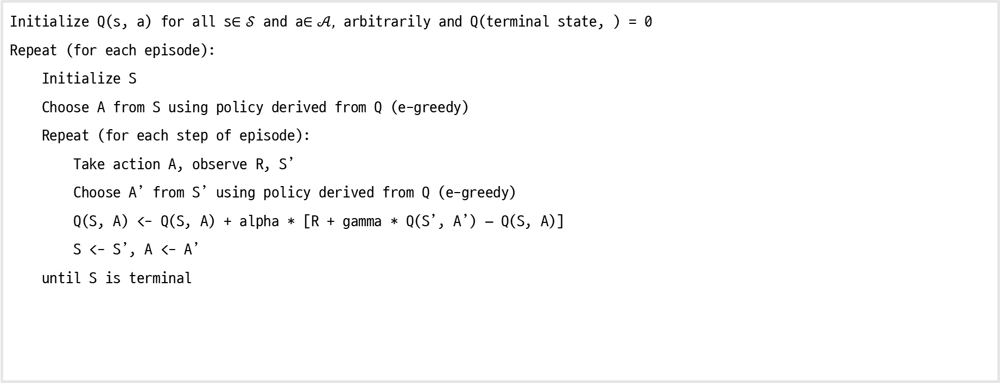 Initialize Q(s, a) for all s∈ 𝒮 and a∈ 𝒜, arbitrarily and Q(terminal state, ) = 0
Repeat (for each episode):
Initialize S
Choose A from S using policy derived from Q (e-greedy)
Repeat (for each step of episode):
Take action A, observe R, S’
Choose A’ from S’ using policy derived from Q (e-greedy)
Q(S, A) <- Q(S, A) + alpha * [R + gamma * Q(S’, A’) – Q(S, A)]
S <- S’, A <- A’
until S is terminal